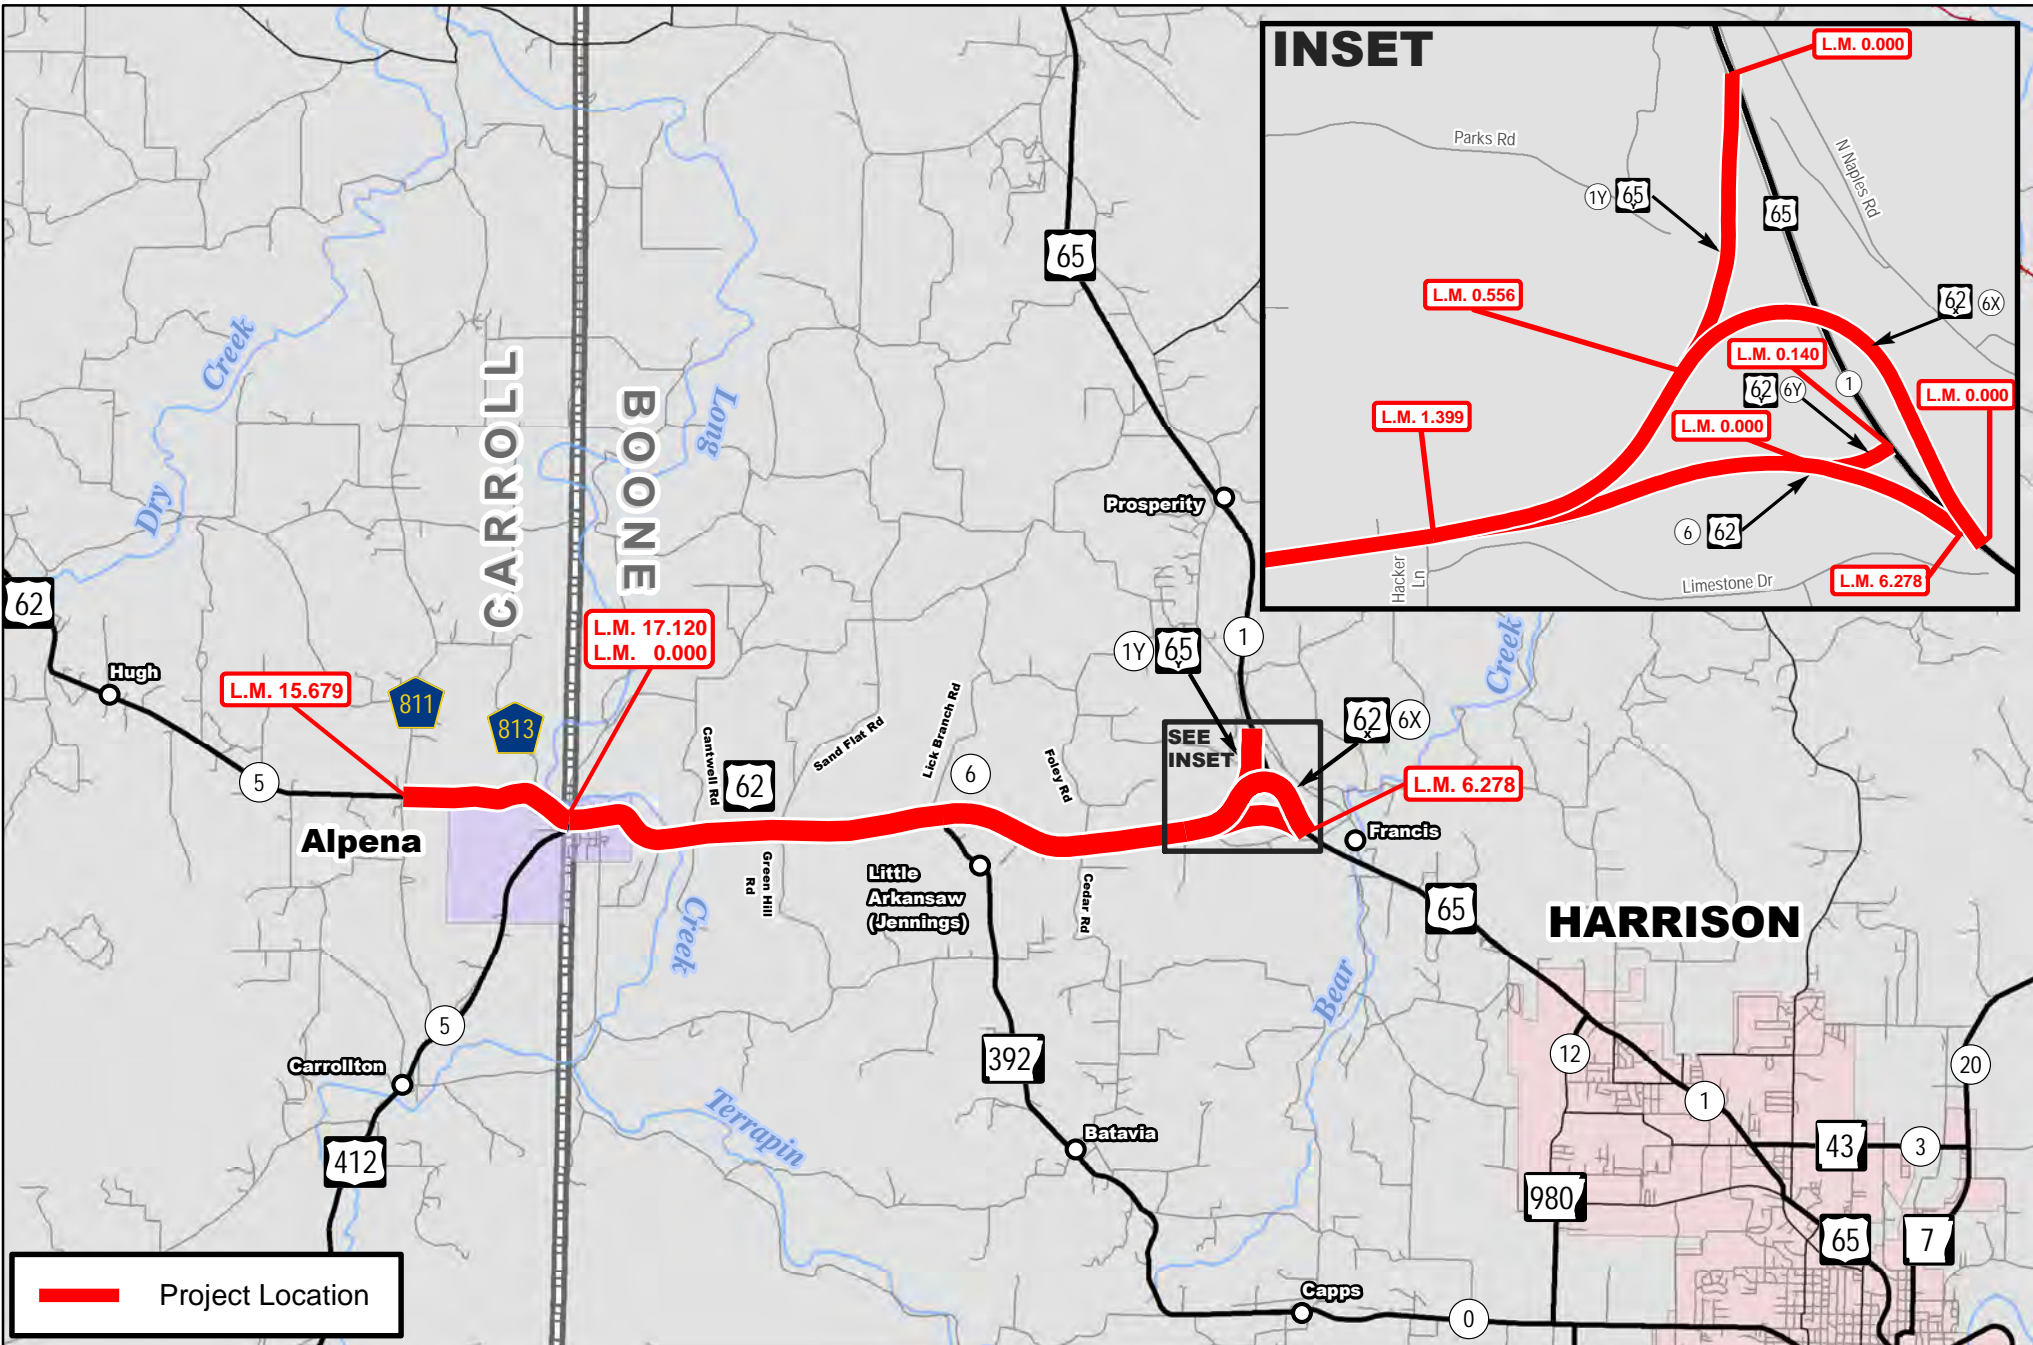 INSET
L.M. 0.000
Parks Rd
N Naples Rd
1Y
65
Y
65
L.M. 0.556
62
X
6X
L.M. 0.140
62
Y
6Y
1
L.M. 0.000
L.M. 1.399
L.M. 0.000
6
62
Hacker
Ln
Limestone Dr
L.M. 6.278
65
Creek
Dry
CARROLL
BOONE
Long
Prosperity
62
Hugh
L.M. 15.679
811
813
L.M. 17.120
L.M. 0.000
5
Cantwell Rd
62
Sand Flat Rd
Lick Branch Rd
6
Foley Rd
1Y
65
Y
1
SEE
INSET
62
X
6X
Creek
L.M. 6.278
Francis
Alpena
Green Hill
Rd
Little
Arkansaw
(Jennings)
Cedar Rd
65
HARRISON
Creek
Bear
5
Carrollton
412
392
Terrapin
Batavia
12
20
1
43
3
980
65
7
Capps
0
Project Location